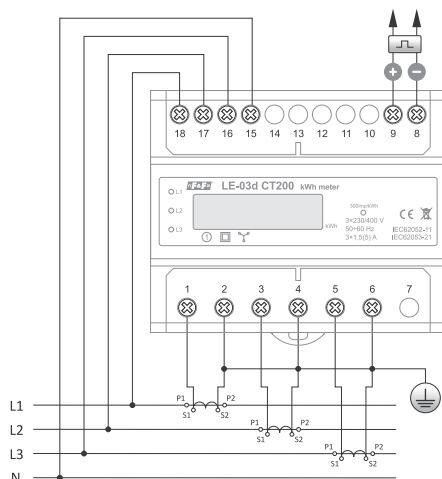 + −
18 17 16 15 14 13 12 11 10 9 8
F&F LE-03d CT200 kWh meter
L1
L2
L3
kWh
300imp/kWh
3×230/400 V
50÷60 Hz
3×1,5(5) A
CE
IEC62052-11
IEC62053-21
1
1 2 3 4 5 6 7
L1 P1 P2
S1 S2
L2 P1 P2
S1 S2
L3 P1 P2
S1 S2
N